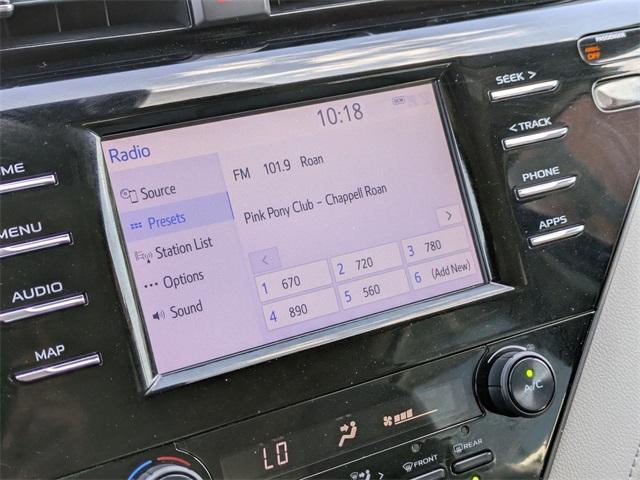 PASSENGER
OFF
10:18
SEEK >
Radio
FM 101.9 Roan
< TRACK
Source
Presets
Pink Pony Club - Chappell Roan
PHONE
Station List
Options
Sound
<
>
1 670
2 720
3 780
4 890
5 560
6 (Add New)
APPS
ME
MENU
AUDIO
MAP
A/C
LO
FRONT
REAR
>